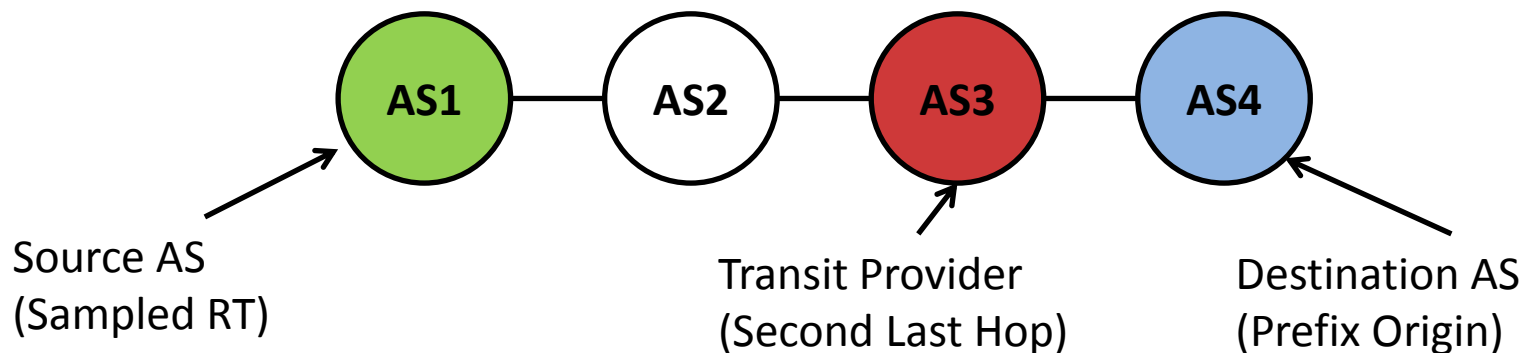 AS1
AS2
AS3
AS4
Source AS
(Sampled RT)
Transit Provider
(Second Last Hop)
Destination AS
(Prefix Origin)